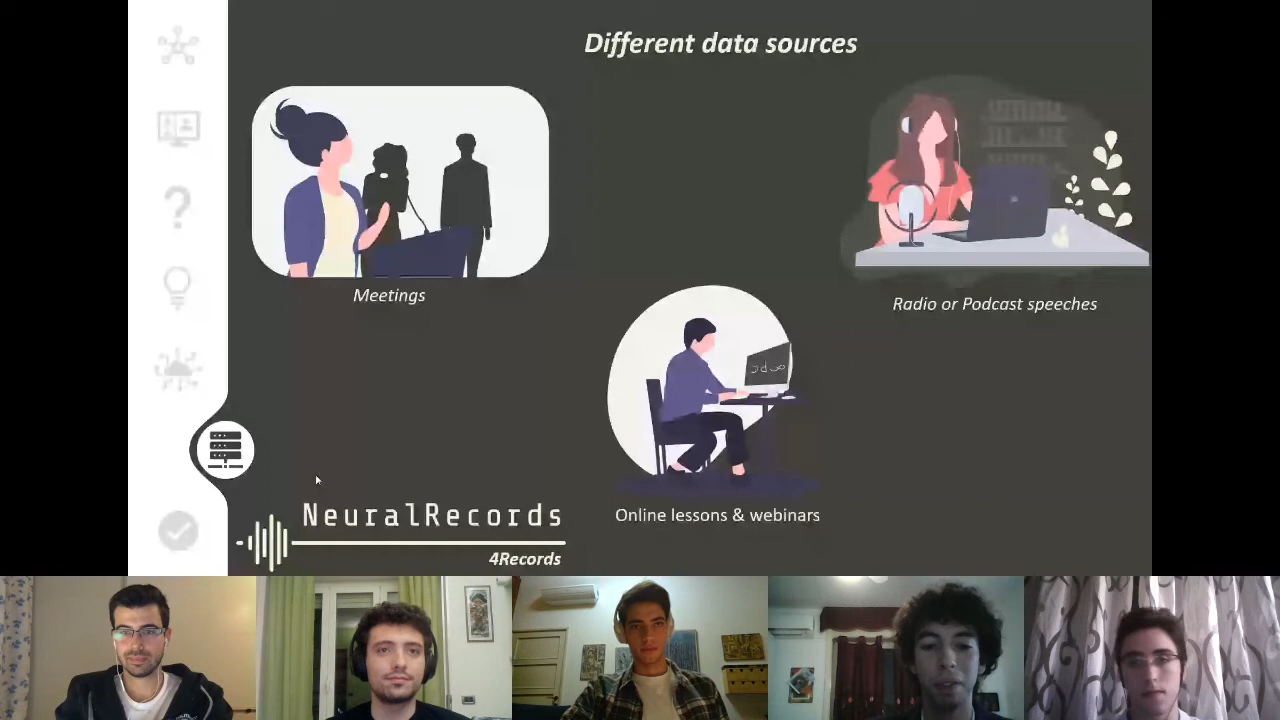 Different data sources
Meetings
Radio or Podcast speeches
Online lessons & webinars
NeuralRecords
4Records